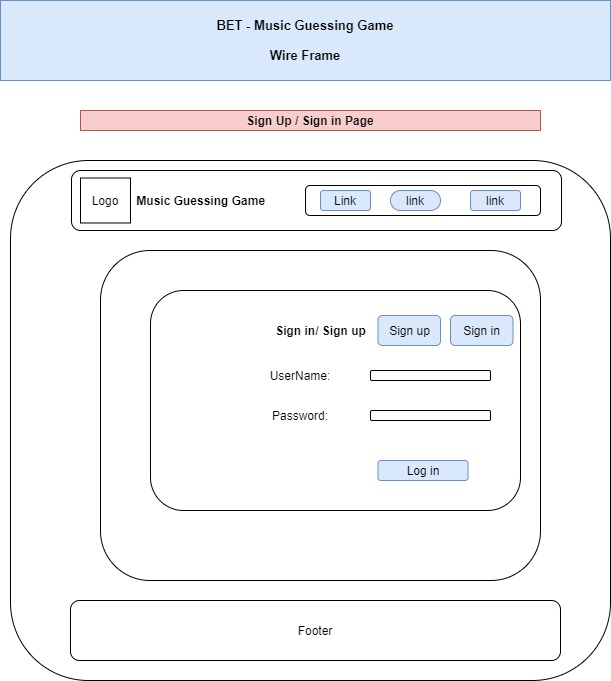 BET - Music Guessing Game
Wire Frame
Sign Up / Sign in Page
Logo
Music Guessing Game
Link
link
link
Sign in/ Sign up
Sign up
Sign in
UserName:
Password:
Log in
Footer